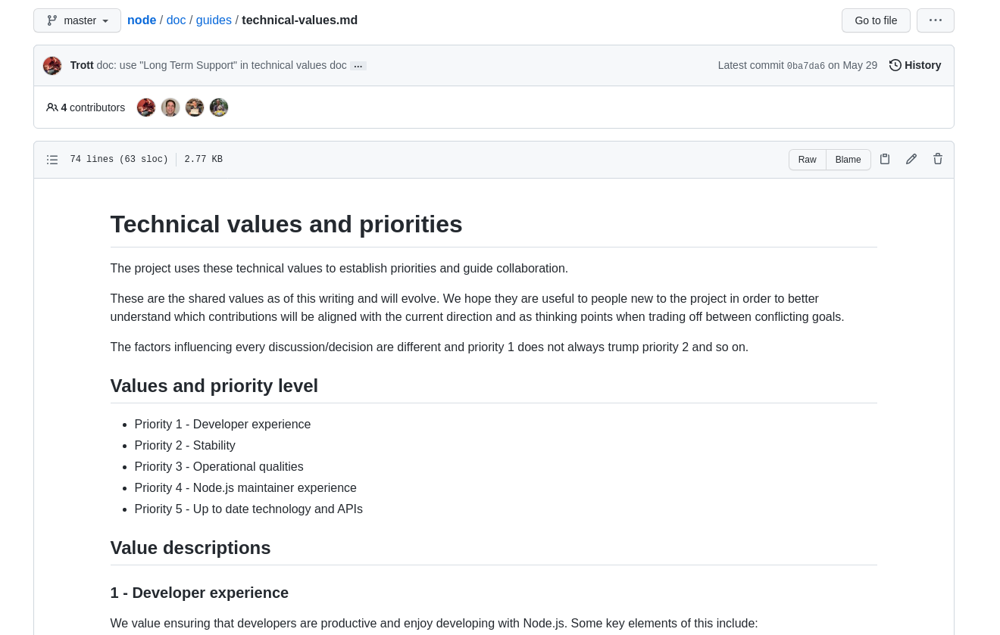 master node / doc / guides / technical-values.md Go to file ...
Trott doc: use "Long Term Support" in technical values doc ... Latest commit 0ba7da6 on May 29 History
4 contributors
74 lines (63 sloc) 2.77 KB Raw Blame
Technical values and priorities
The project uses these technical values to establish priorities and guide collaboration.
These are the shared values as of this writing and will evolve. We hope they are useful to people new to the project in order to better
understand which contributions will be aligned with the current direction and as thinking points when trading off between conflicting goals.
The factors influencing every discussion/decision are different and priority 1 does not always trump priority 2 and so on.
Values and priority level
• Priority 1 - Developer experience
• Priority 2 - Stability
• Priority 3 - Operational qualities
• Priority 4 - Node.js maintainer experience
• Priority 5 - Up to date technology and APIs
Value descriptions
1 - Developer experience
We value ensuring that developers are productive and enjoy developing with Node.js. Some key elements of this include: